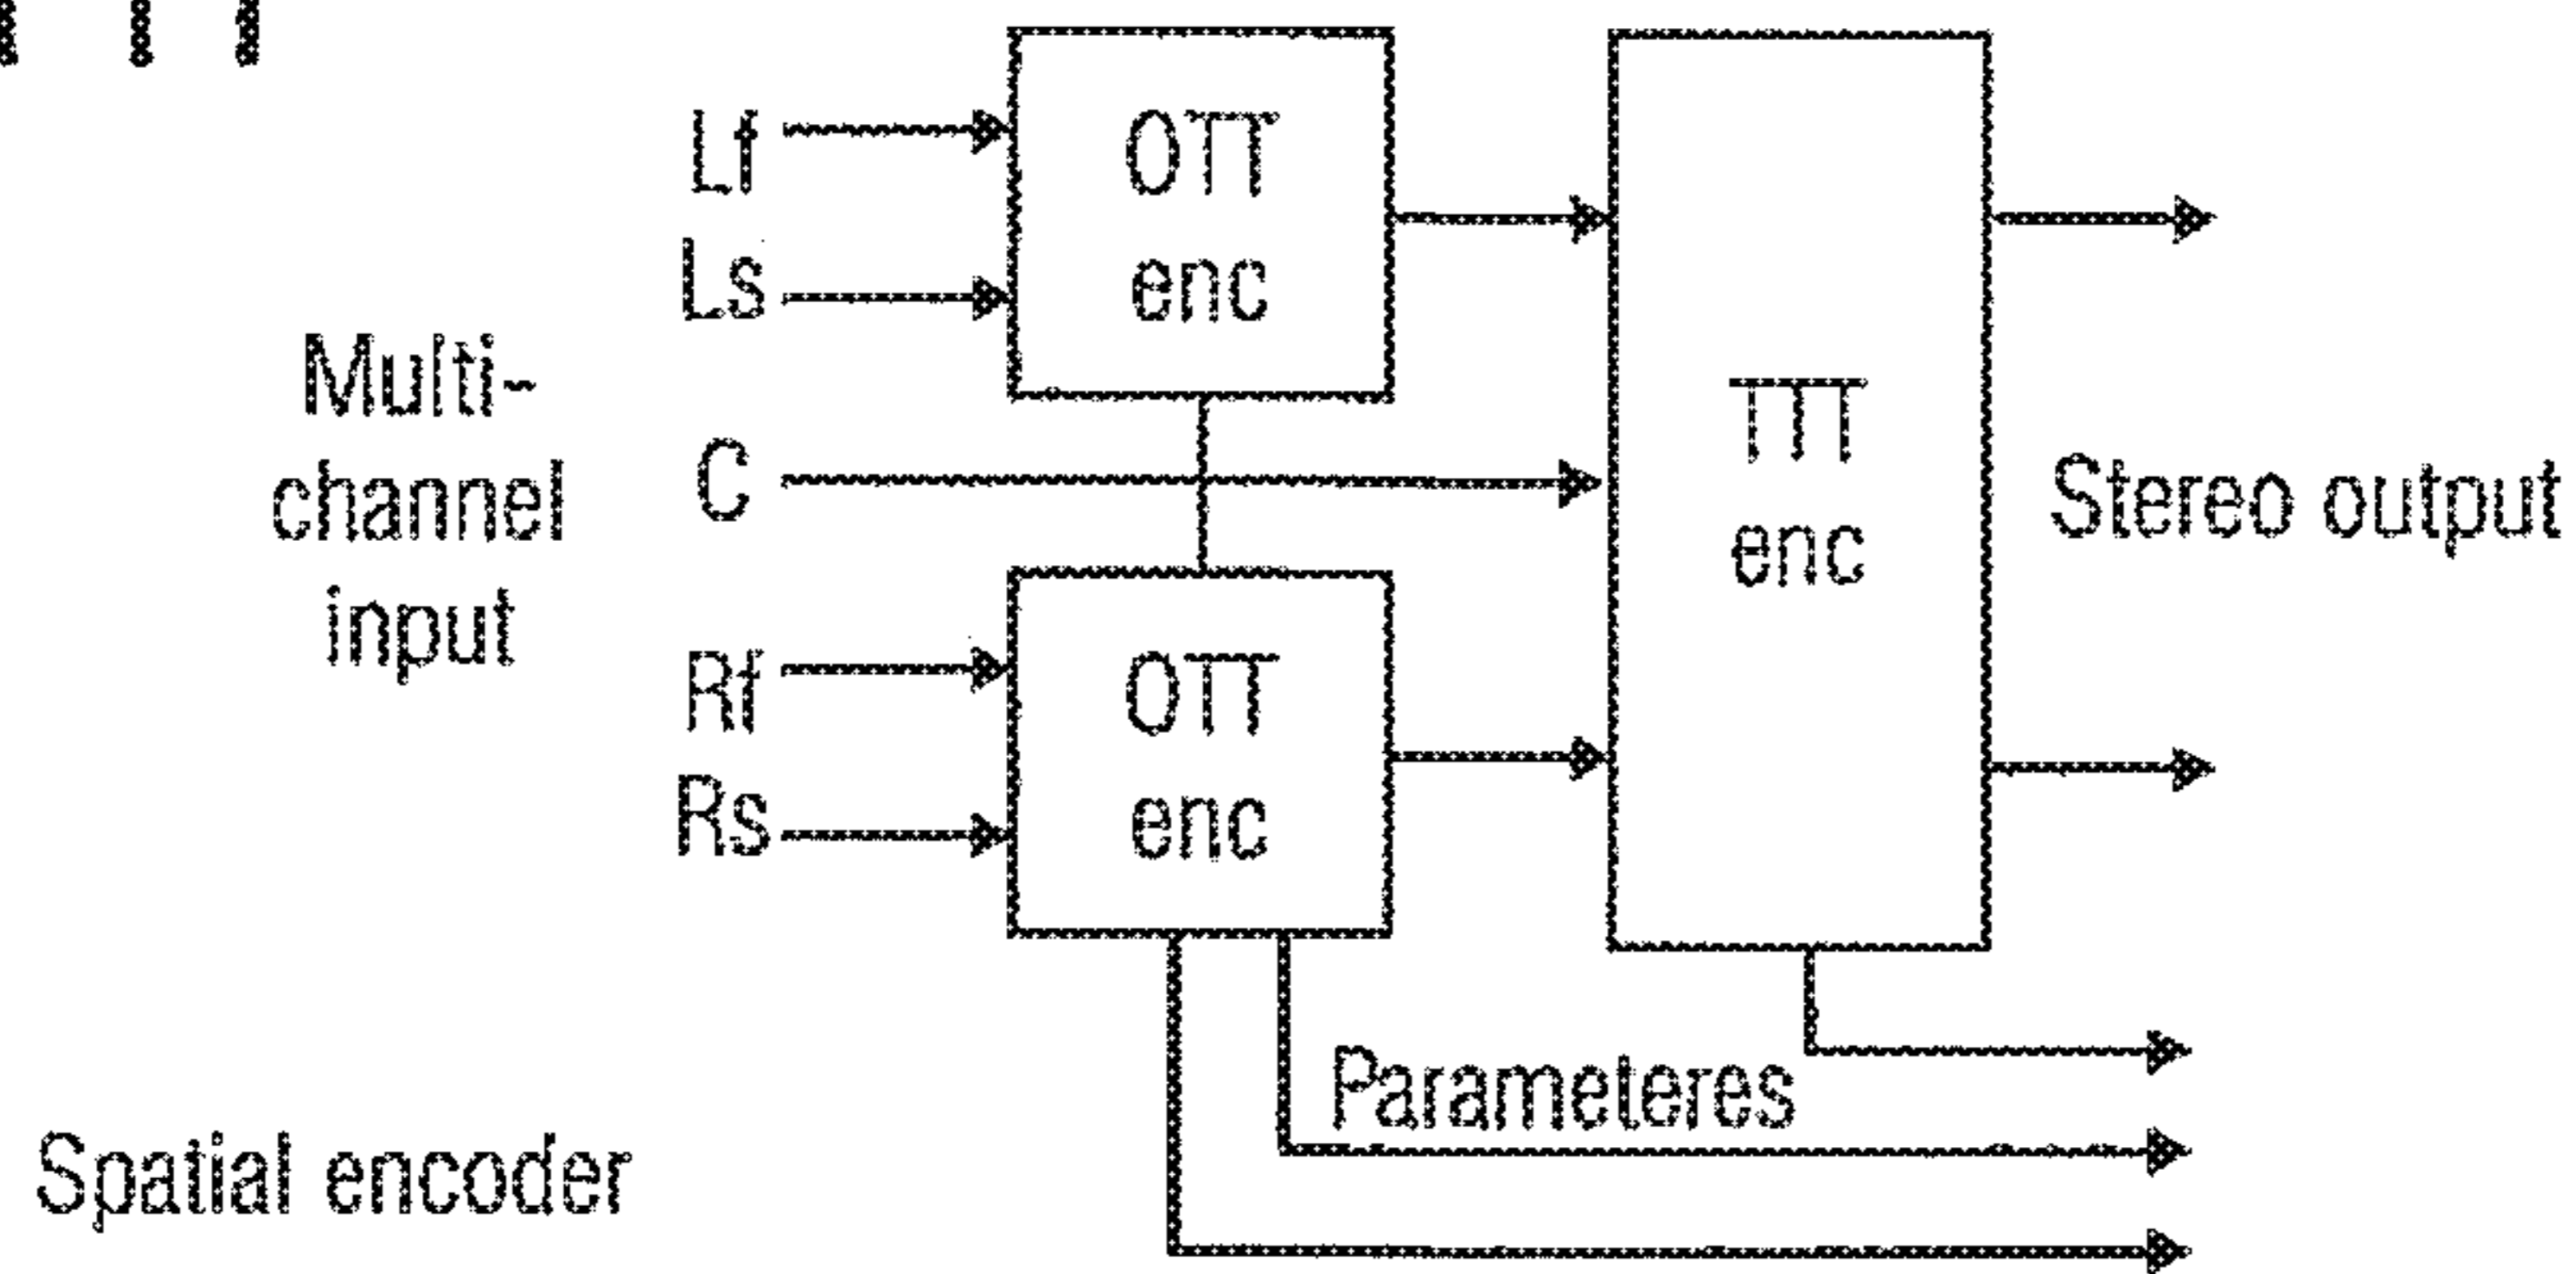 Lf
OTT
enc
Ls
Multi-
channel
input
C
TTT
enc
Stereo output
Rf
OTT
enc
Rs
Parameteres
Spatial encoder